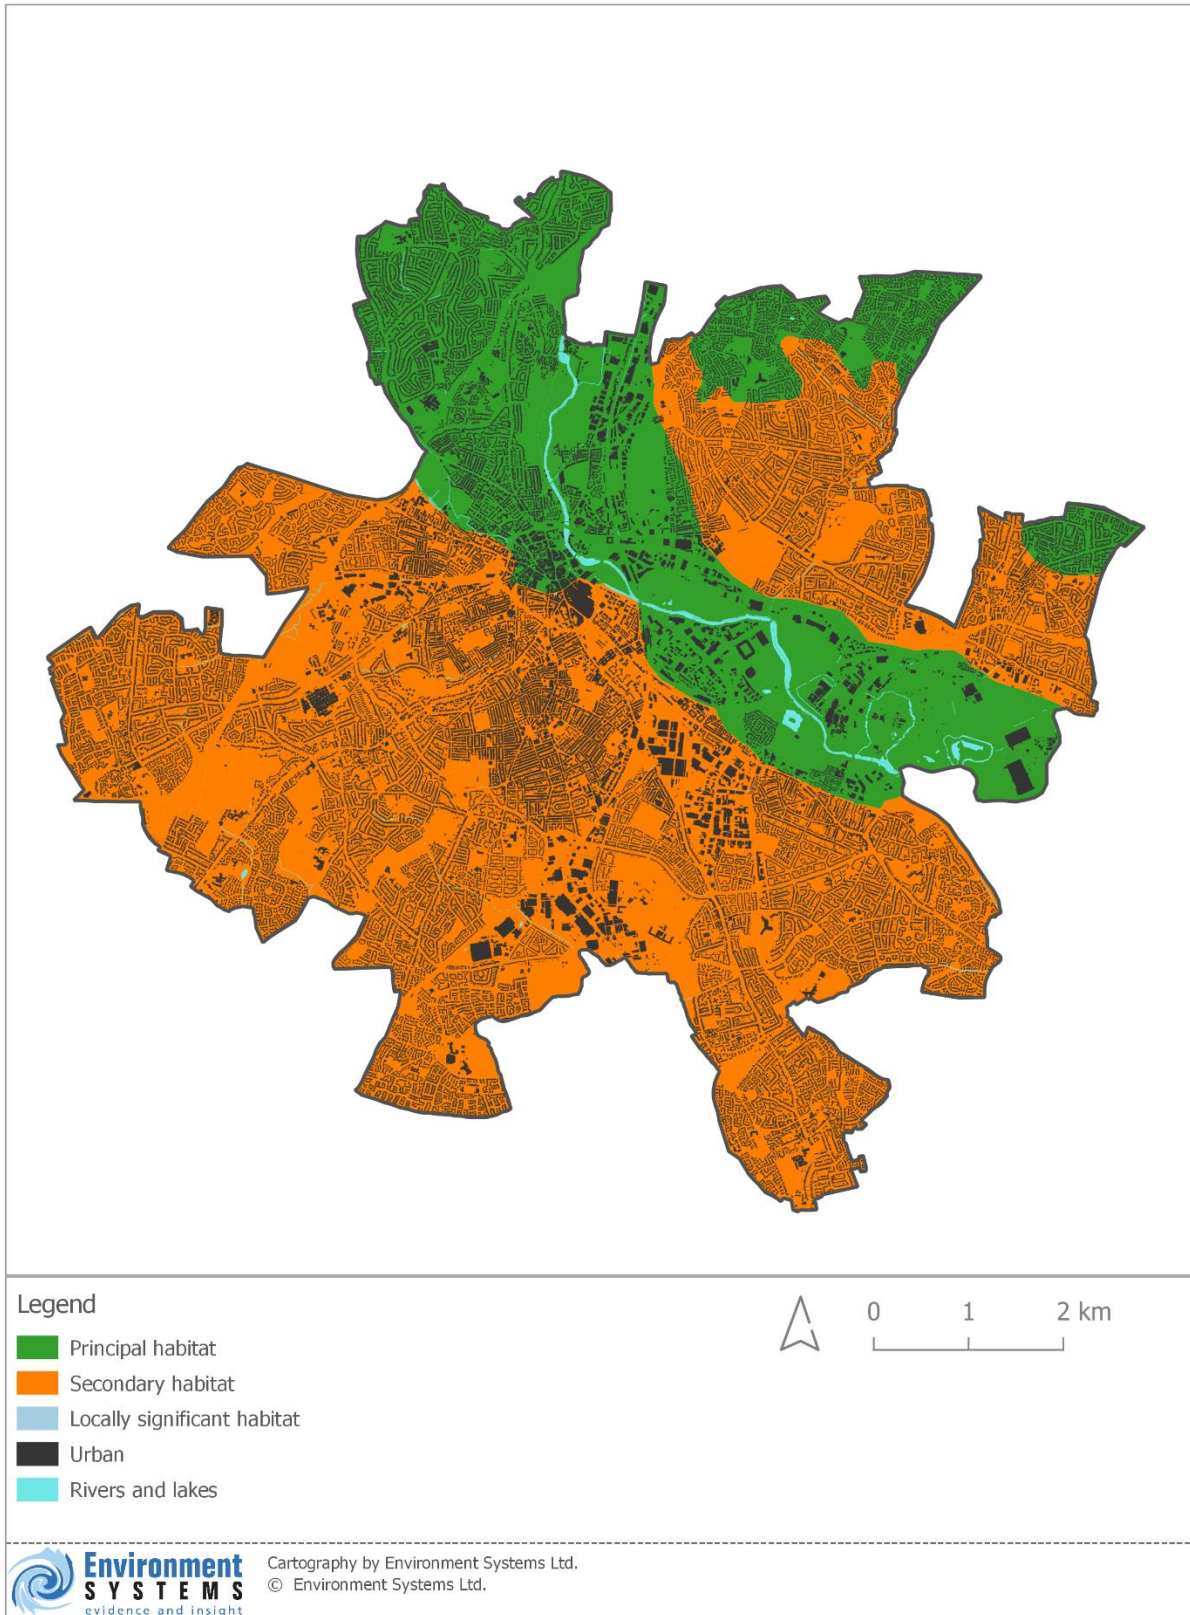 Legend
Principal habitat
Secondary habitat
Locally significant habitat
Urban
Rivers and lakes
0 1 2 km
Environment
SYSTEMS
evidence and insight
Cartography by Environment Systems Ltd.
© Environment Systems Ltd.